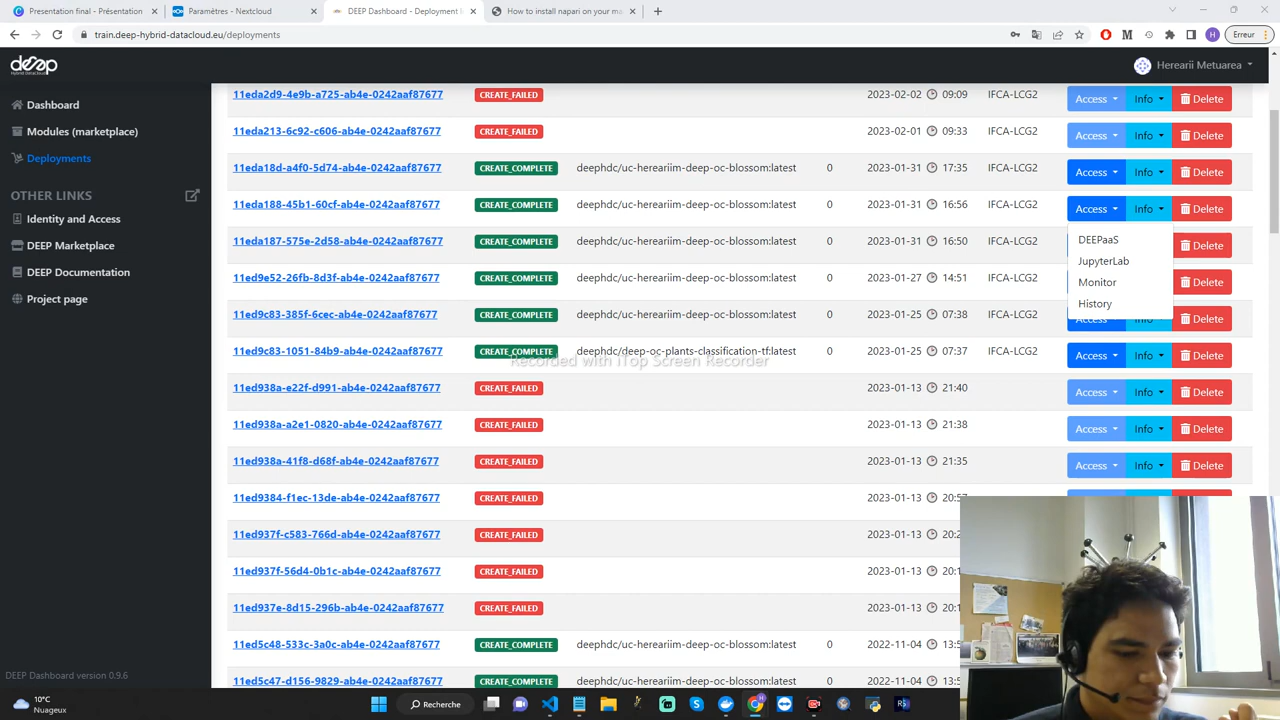 Presentation final - Présentation
Paramètres - Nextcloud
DEEP Dashboard - Deployment l
How to install napari on your ma
train.deep-hybrid-datacloud.eu/deployments
Erreur
deep
Hybrid DataCloud
Herearii Metuarea
Dashboard
Modules (marketplace)
Deployments
OTHER LINKS
Identity and Access
DEEP Marketplace
DEEP Documentation
Project page
DEEP Dashboard version 0.9.6
11eda2d9-4e9b-a725-ab4e-0242aaf87677 CREATE_FAILED 2023-02-02 09:09 IFCA-LCG2 Access Info Delete
11eda213-6c92-c606-ab4e-0242aaf87677 CREATE_FAILED 2023-02-01 09:33 IFCA-LCG2 Access Info Delete
11eda18d-a4f0-5d74-ab4e-0242aaf87677 CREATE_COMPLETE deephdc/uc-hereariim-deep-oc-blossom:latest 0 2023-01-31 17:35 IFCA-LCG2 Access Info Delete
11eda188-45b1-60cf-ab4e-0242aaf87677 CREATE_COMPLETE deephdc/uc-hereariim-deep-oc-blossom:latest 0 2023-01-31 16:56 IFCA-LCG2 Access Info Delete
DEEPaaS
JupyterLab
Monitor
History
11eda187-575e-2d58-ab4e-0242aaf87677 CREATE_COMPLETE deephdc/uc-hereariim-deep-oc-blossom:latest 0 2023-01-31 16:50 IFCA-LCG2 Delete
11ed9e52-26fb-8d3f-ab4e-0242aaf87677 CREATE_COMPLETE deephdc/uc-hereariim-deep-oc-blossom:latest 0 2023-01-27 14:51 IFCA-LCG2 Delete
11ed9c83-385f-6cec-ab4e-0242aaf87677 CREATE_COMPLETE deephdc/uc-hereariim-deep-oc-blossom:latest 0 2023-01-25 07:38 IFCA-LCG2 Access Delete
11ed9c83-1051-84b9-ab4e-0242aaf87677 CREATE_COMPLETE deephdc/deep-oc-plants-classification-tf:latest 0 2023-01-25 07:37 IFCA-LCG2 Access Info Delete
Recorded with iTop Screen Recorder
11ed938a-e22f-d991-ab4e-0242aaf87677 CREATE_FAILED 2023-01-13 21:40 Access Info Delete
11ed938a-a2e1-0820-ab4e-0242aaf87677 CREATE_FAILED 2023-01-13 21:38 Access Info Delete
11ed938a-41f8-d68f-ab4e-0242aaf87677 CREATE_FAILED 2023-01-13 21:35 Access Info Delete
11ed9384-f1ec-13de-ab4e-0242aaf87677 CREATE_FAILED 2023-01-13
11ed937f-c583-766d-ab4e-0242aaf87677 CREATE_FAILED 2023-01-13
11ed937f-56d4-0b1c-ab4e-0242aaf87677 CREATE_FAILED 2023-01-13
11ed937e-8d15-296b-ab4e-0242aaf87677 CREATE_FAILED 2023-01-13
11ed5c48-533c-3a0c-ab4e-0242aaf87677 CREATE_COMPLETE deephdc/uc-hereariim-deep-oc-blossom:latest 0 2022-11-04
11ed5c47-d156-9829-ab4e-0242aaf87677 CREATE_COMPLETE deephdc/uc-hereariim-deep-oc-blossom:latest 0 2022-11-04
10°C
Nuageux
Recherche